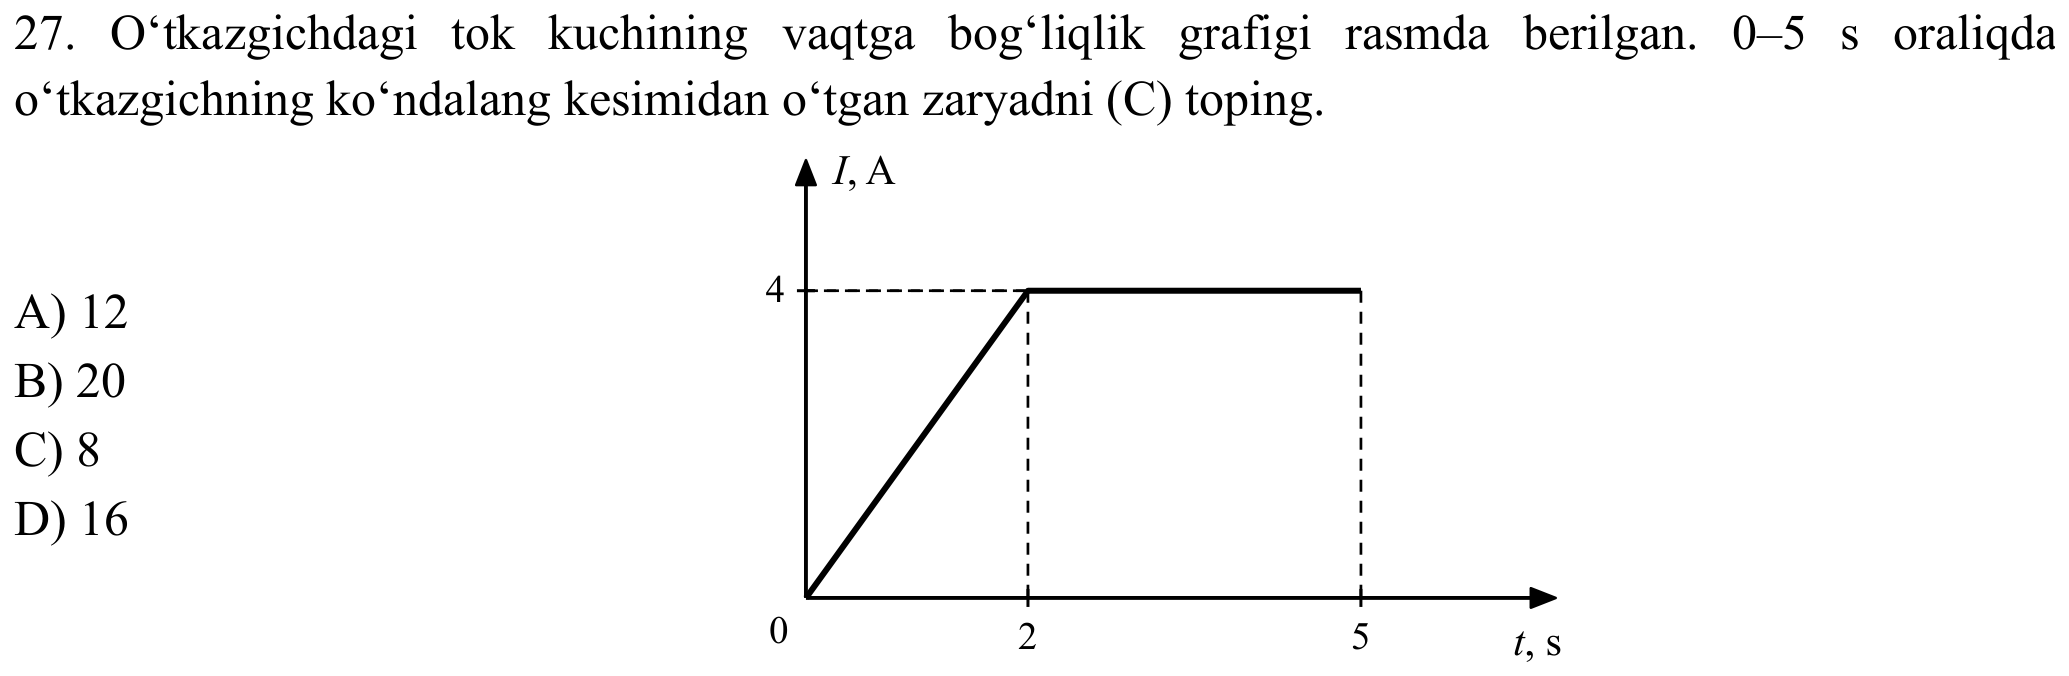 27. O‘tkazgichdagi tok kuchining vaqtga bog‘liqlik grafigi rasmda berilgan. 0–5 s oraliqda
o‘tkazgichning ko‘ndalang kesimidan o‘tgan zaryadni (C) toping.
I, A
4
A) 12
B) 20
C) 8
D) 16
0
2
5
t, s